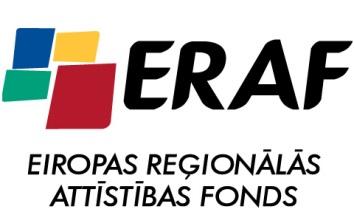 ERAF
EIROPAS REĢIONĀLĀS
ATTĪSTĪBAS FONDS